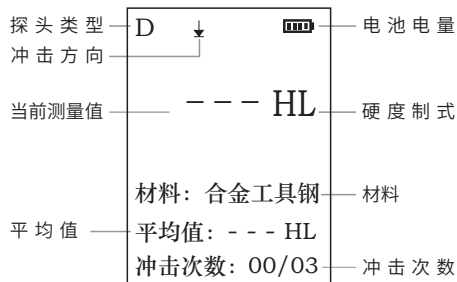 探头类型 D 电池电量
冲击方向
当前测量值 --- HL 硬度制式
材料：合金工具钢 材料
平均值 平均值：--- HL
冲击次数：00/03 冲击次数